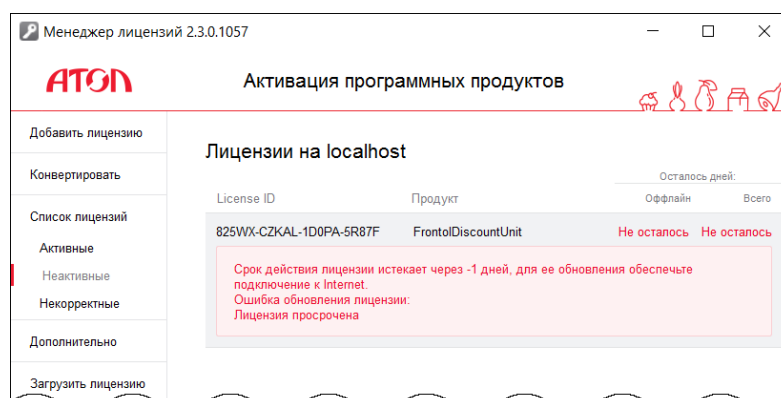 Менеджер лицензий 2.3.0.1057
АТОЛ
Активация программных продуктов
Добавить лицензию
Конвертировать
Список лицензий
Активные
Неактивные
Некорректные
Дополнительно
Загрузить лицензию
Лицензии на localhost
Осталось дней:
License ID Продукт Оффлайн Всего
825WX-CZKAL-1D0PA-5R87F FrontolDiscountUnit Не осталось Не осталось
Срок действия лицензии истекает через -1 дней, для ее обновления обеспечьте
подключение к Internet.
Ошибка обновления лицензии:
Лицензия просрочена